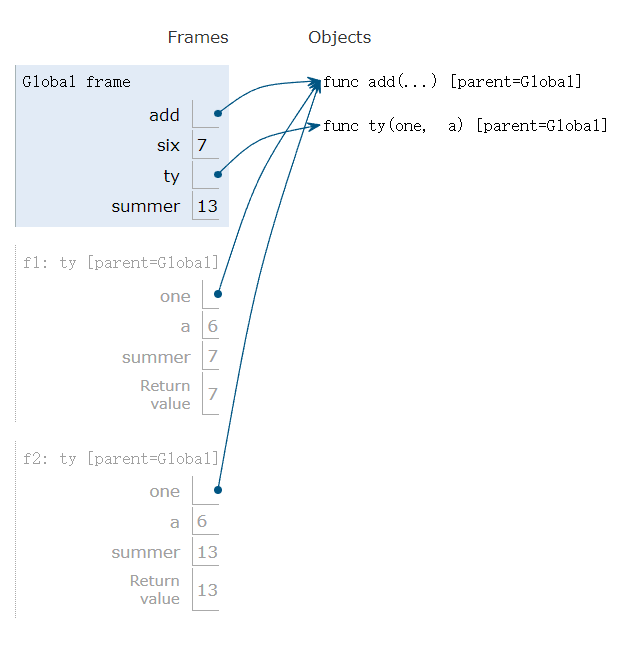 Frames Objects
Global frame
func add(...) [parent=Global]
add
func ty(one, a) [parent=Global]
six 7
ty
summer 13
f1: ty [parent=Global]
one
a 6
summer 7
Return
value 7
f2: ty [parent=Global]
one
a 6
summer 13
Return
value 13